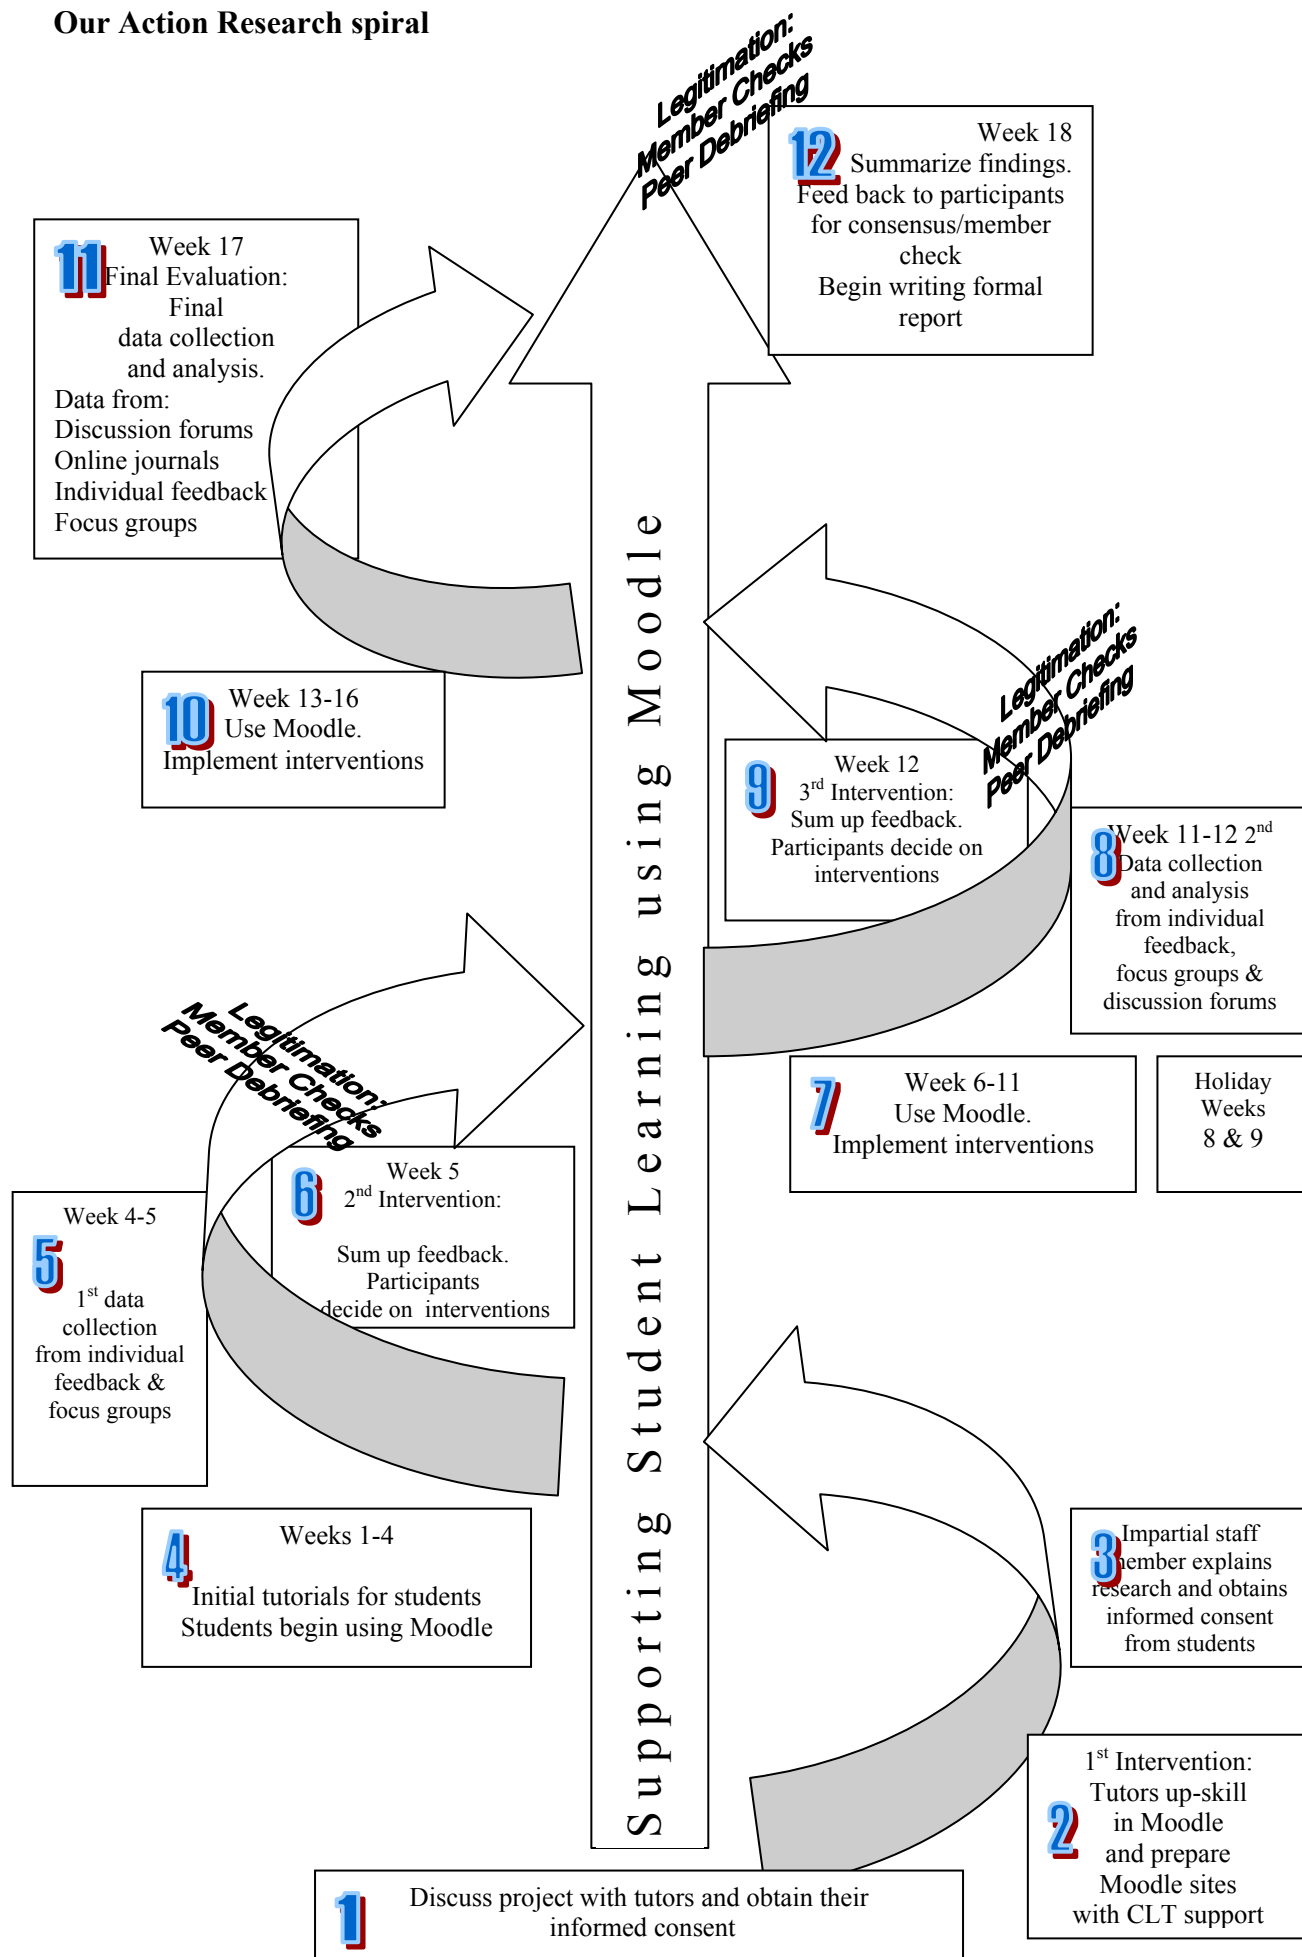 Our Action Research spiral
Legitimation:
Member Checks
Peer Debriefing
12
Week 18
Summarize findings.
Feed back to participants
for consensus/member
check
Begin writing formal
report
11
Week 17
Final Evaluation:
Final
data collection
and analysis.
Data from:
Discussion forums
Online journals
Individual feedback
Focus groups
10
Week 13-16
Use Moodle.
Implement interventions
Legitimation:
Member Checks
Peer Debriefing
9
Week 12
3rd Intervention:
Sum up feedback.
Participants decide on
interventions
8
Week 11-12 2nd
Data collection
and analysis
from individual
feedback,
focus groups &
discussion forums
7
Week 6-11
Use Moodle.
Implement interventions
Holiday
Weeks
8 & 9
Legitimation:
Member Checks
Peer Debriefing
6
Week 5
2nd Intervention:
Sum up feedback.
Participants
decide on interventions
5
Week 4-5
1st data
collection
from individual
feedback &
focus groups
4
Weeks 1-4
Initial tutorials for students
Students begin using Moodle
3
Impartial staff
member explains
research and obtains
informed consent
from students
2
1st Intervention:
Tutors up-skill
in Moodle
and prepare
Moodle sites
with CLT support
1
Discuss project with tutors and obtain their
informed consent
Supporting Student Learning using Moodle